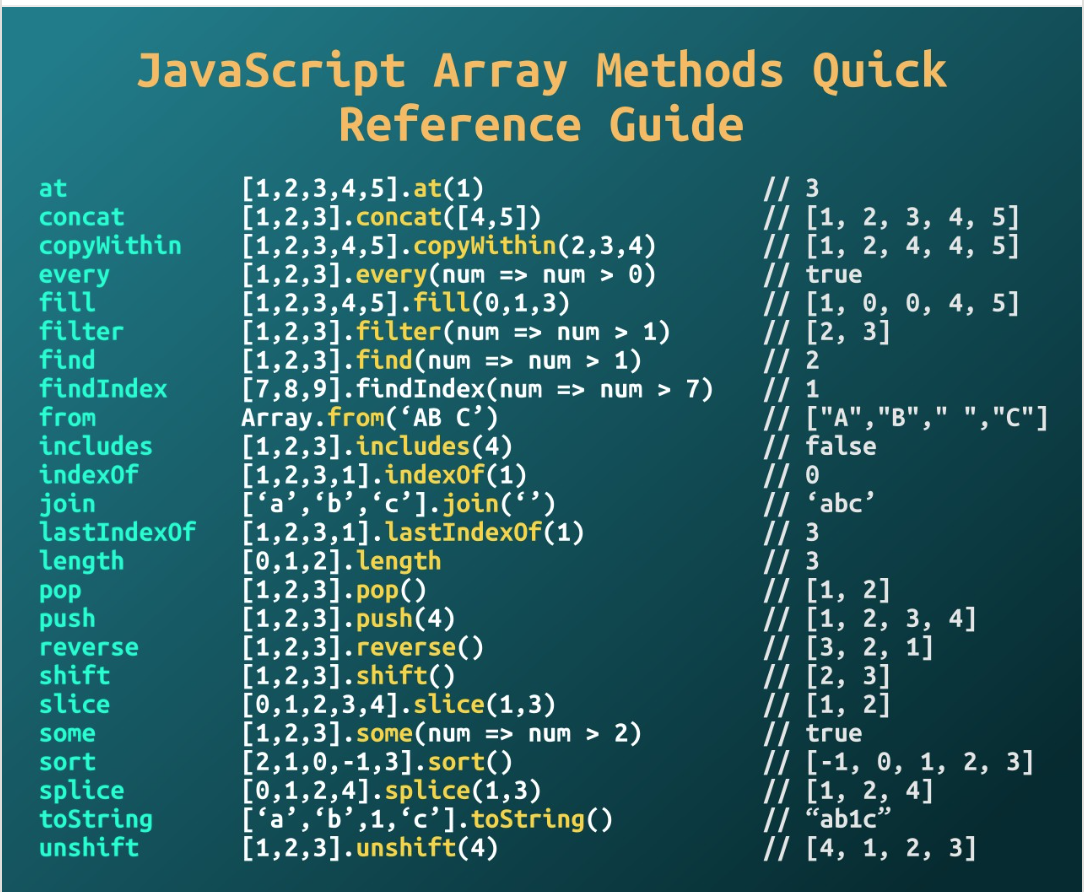 JavaScript Array Methods Quick
Reference Guide
at [1,2,3,4,5].at(1) // 3
concat [1,2,3].concat([4,5]) // [1, 2, 3, 4, 5]
copyWithin [1,2,3,4,5].copyWithin(2,3,4) // [1, 2, 4, 4, 5]
every [1,2,3].every(num => num > 0) // true
fill [1,2,3,4,5].fill(0,1,3) // [1, 0, 0, 4, 5]
filter [1,2,3].filter(num => num > 1) // [2, 3]
find [1,2,3].find(num => num > 1) // 2
findIndex [7,8,9].findIndex(num => num > 7) // 1
from Array.from(‘AB C’) // ["A","B"," ","C"]
includes [1,2,3].includes(4) // false
indexOf [1,2,3,1].indexOf(1) // 0
join [‘a’,‘b’,‘c’].join(‘’) // ‘abc’
lastIndexOf [1,2,3,1].lastIndexOf(1) // 3
length [0,1,2].length // 3
pop [1,2,3].pop() // [1, 2]
push [1,2,3].push(4) // [1, 2, 3, 4]
reverse [1,2,3].reverse() // [3, 2, 1]
shift [1,2,3].shift() // [2, 3]
slice [0,1,2,3,4].slice(1,3) // [1, 2]
some [1,2,3].some(num => num > 2) // true
sort [2,1,0,-1,3].sort() // [-1, 0, 1, 2, 3]
splice [0,1,2,4].splice(1,3) // [1, 2, 4]
toString [‘a’,‘b’,1,‘c’].toString() // “ab1c”
unshift [1,2,3].unshift(4) // [4, 1, 2, 3]